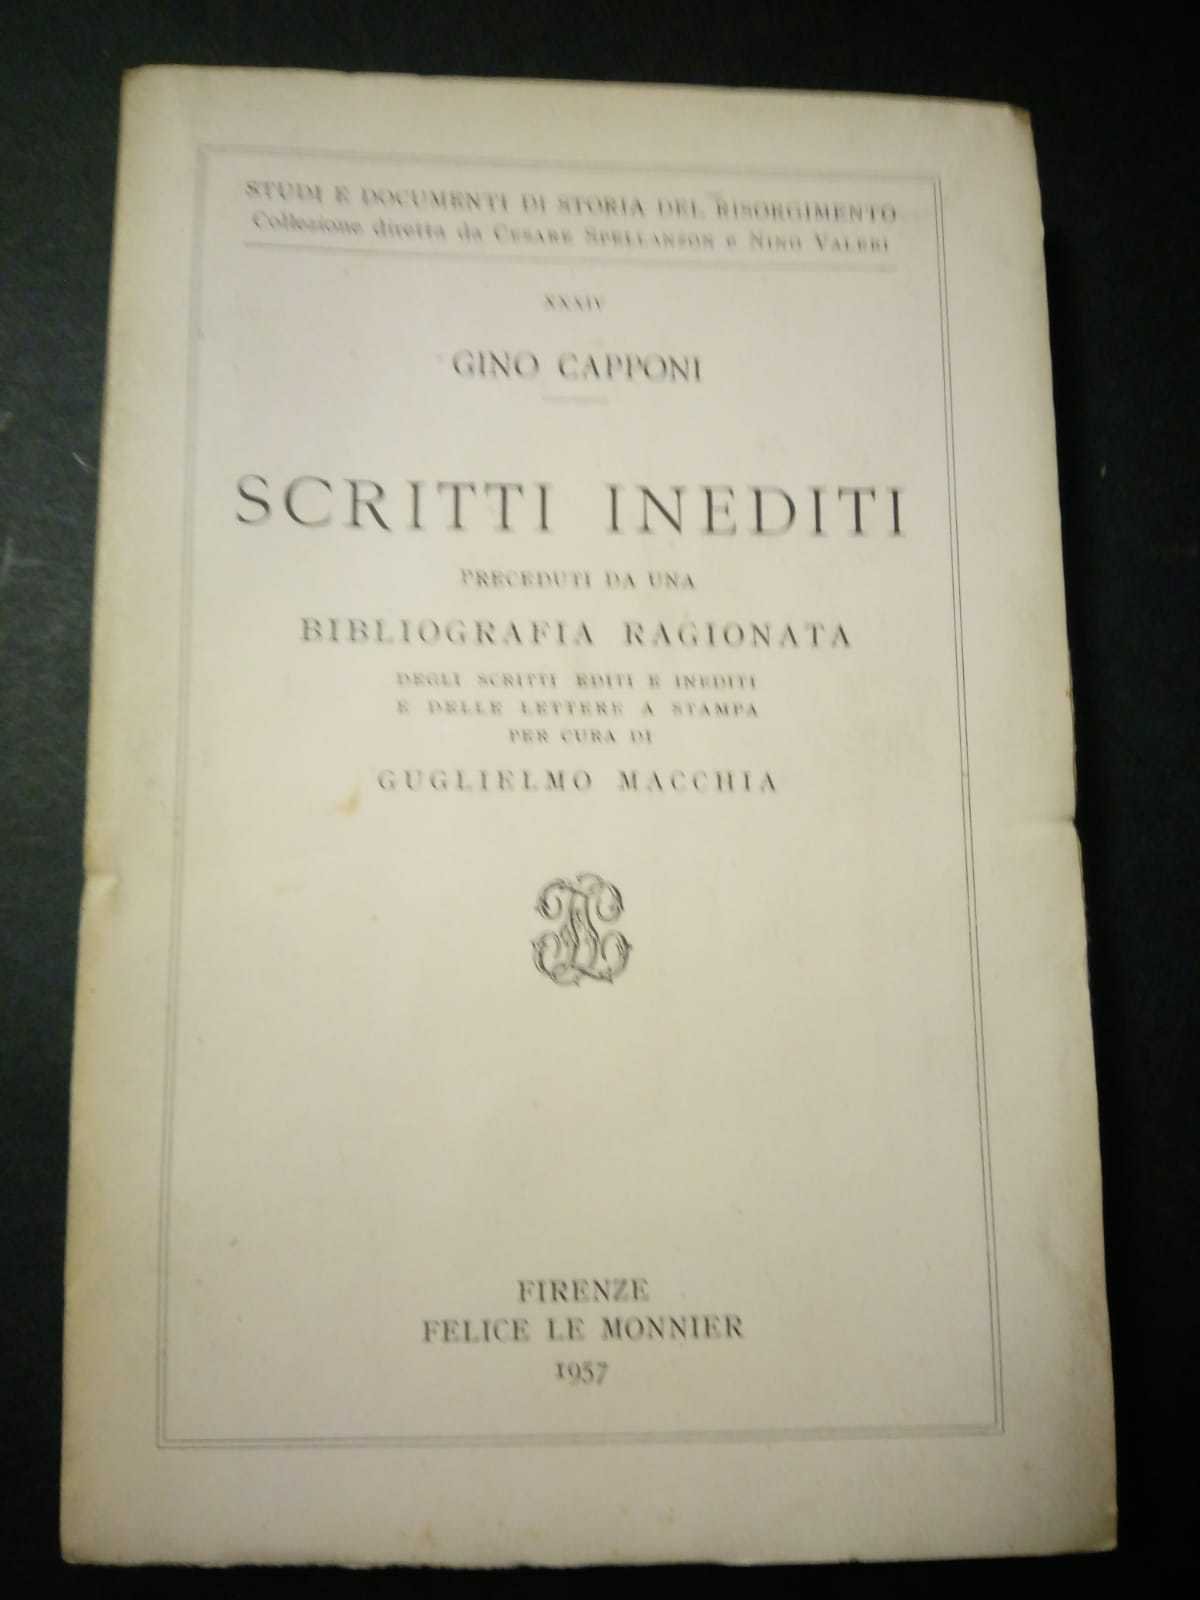 STUDI E DOCUMENTI DI STORIA DEL RISORGIMENTO
Collezione diretta da CESARE SPELLANSON E NINO VALERI
XXXIV
GINO CAPPONI
SCRITTI INEDITI
PRECEDUTI DA UNA
BIBLIOGRAFIA RAGIONATA
DEGLI SCRITTI EDITI E INEDITI
E DELLE LETTERE A STAMPA
PER CURA DI
GUGLIELMO MACCHIA
FIRENZE
FELICE LE MONNIER
1957